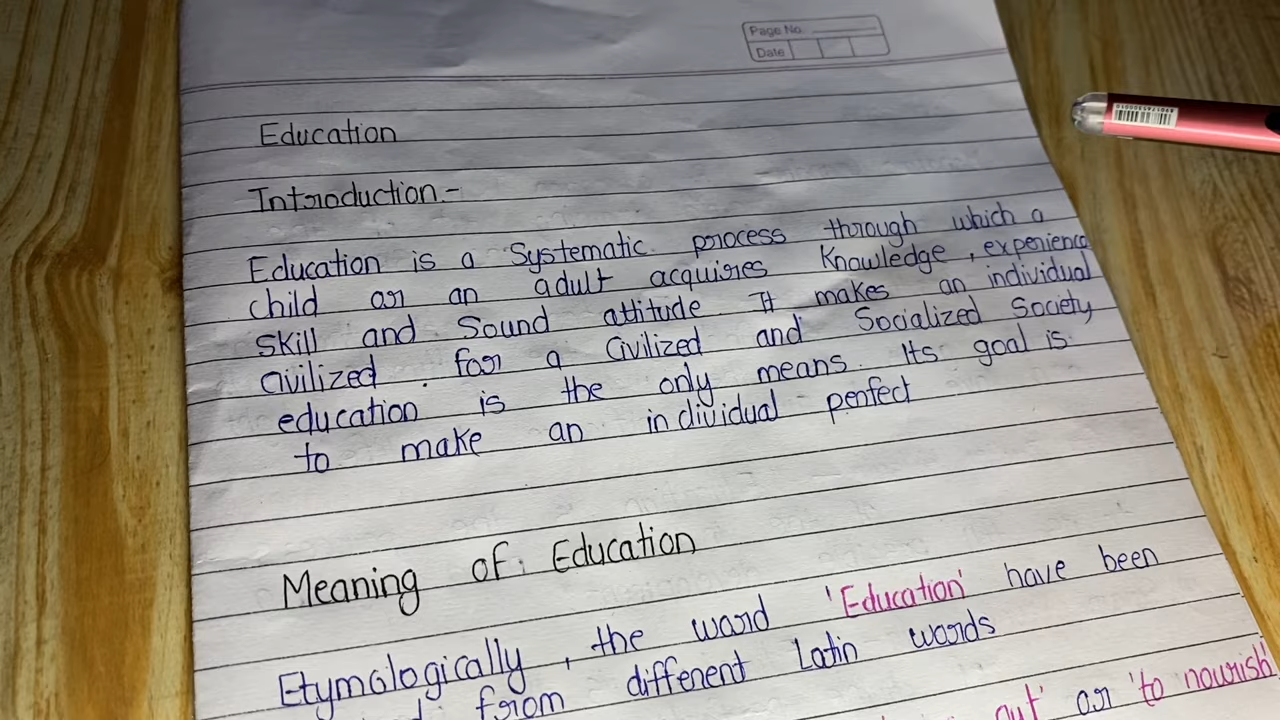 Page No.
Date
Education
Introduction:-
Education is a Systematic process through which a
child or an adult acquires Knowledge, experience
skill and Sound attitude It makes an individual
civilized. for a Civilized and Socialized Society
education is the only means. Its goal is
to make an individual perfect
Meaning of Education
Etymologically, the word 'Education' have been
from different Latin words
out' or 'to nourish'